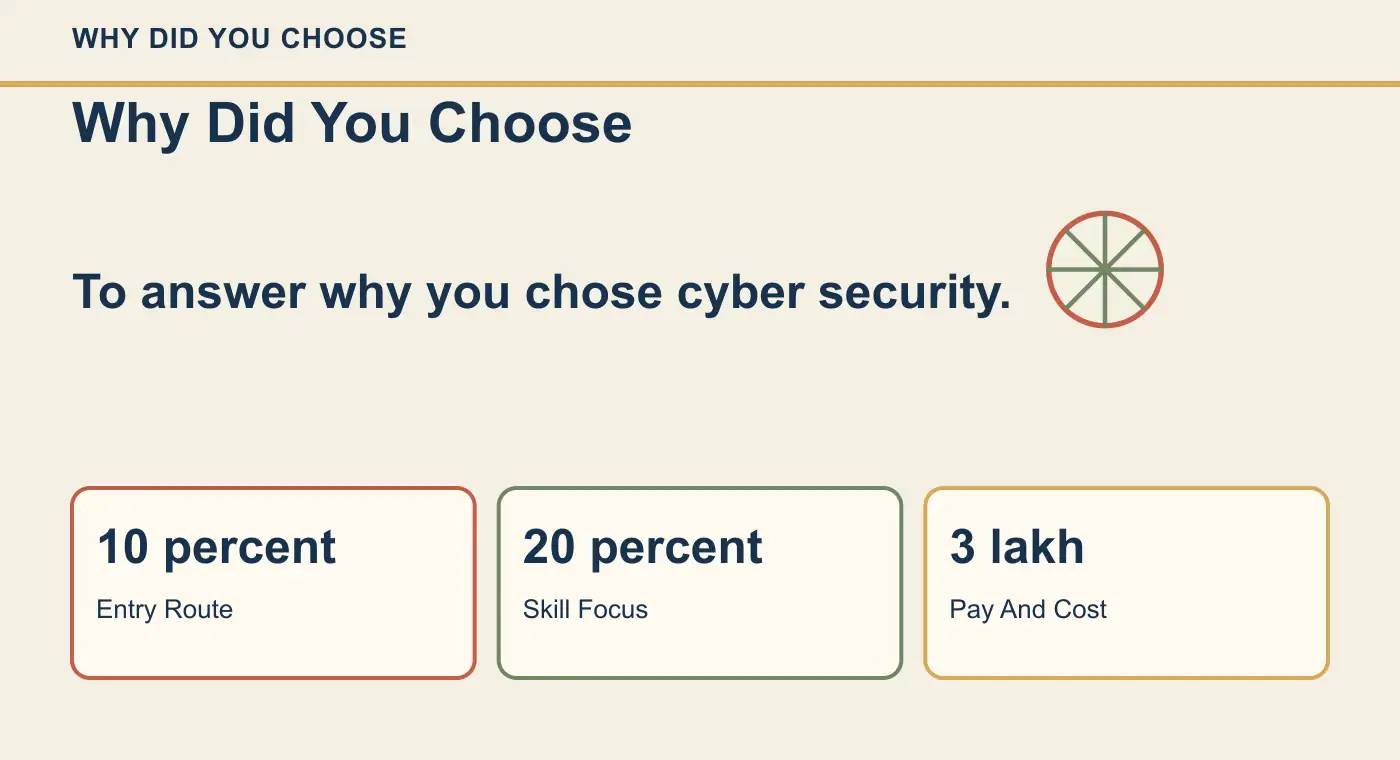 WHY DID YOU CHOOSE
Why Did You Choose
To answer why you chose cyber security.
10 percent
Entry Route
20 percent
Skill Focus
3 lakh
Pay And Cost